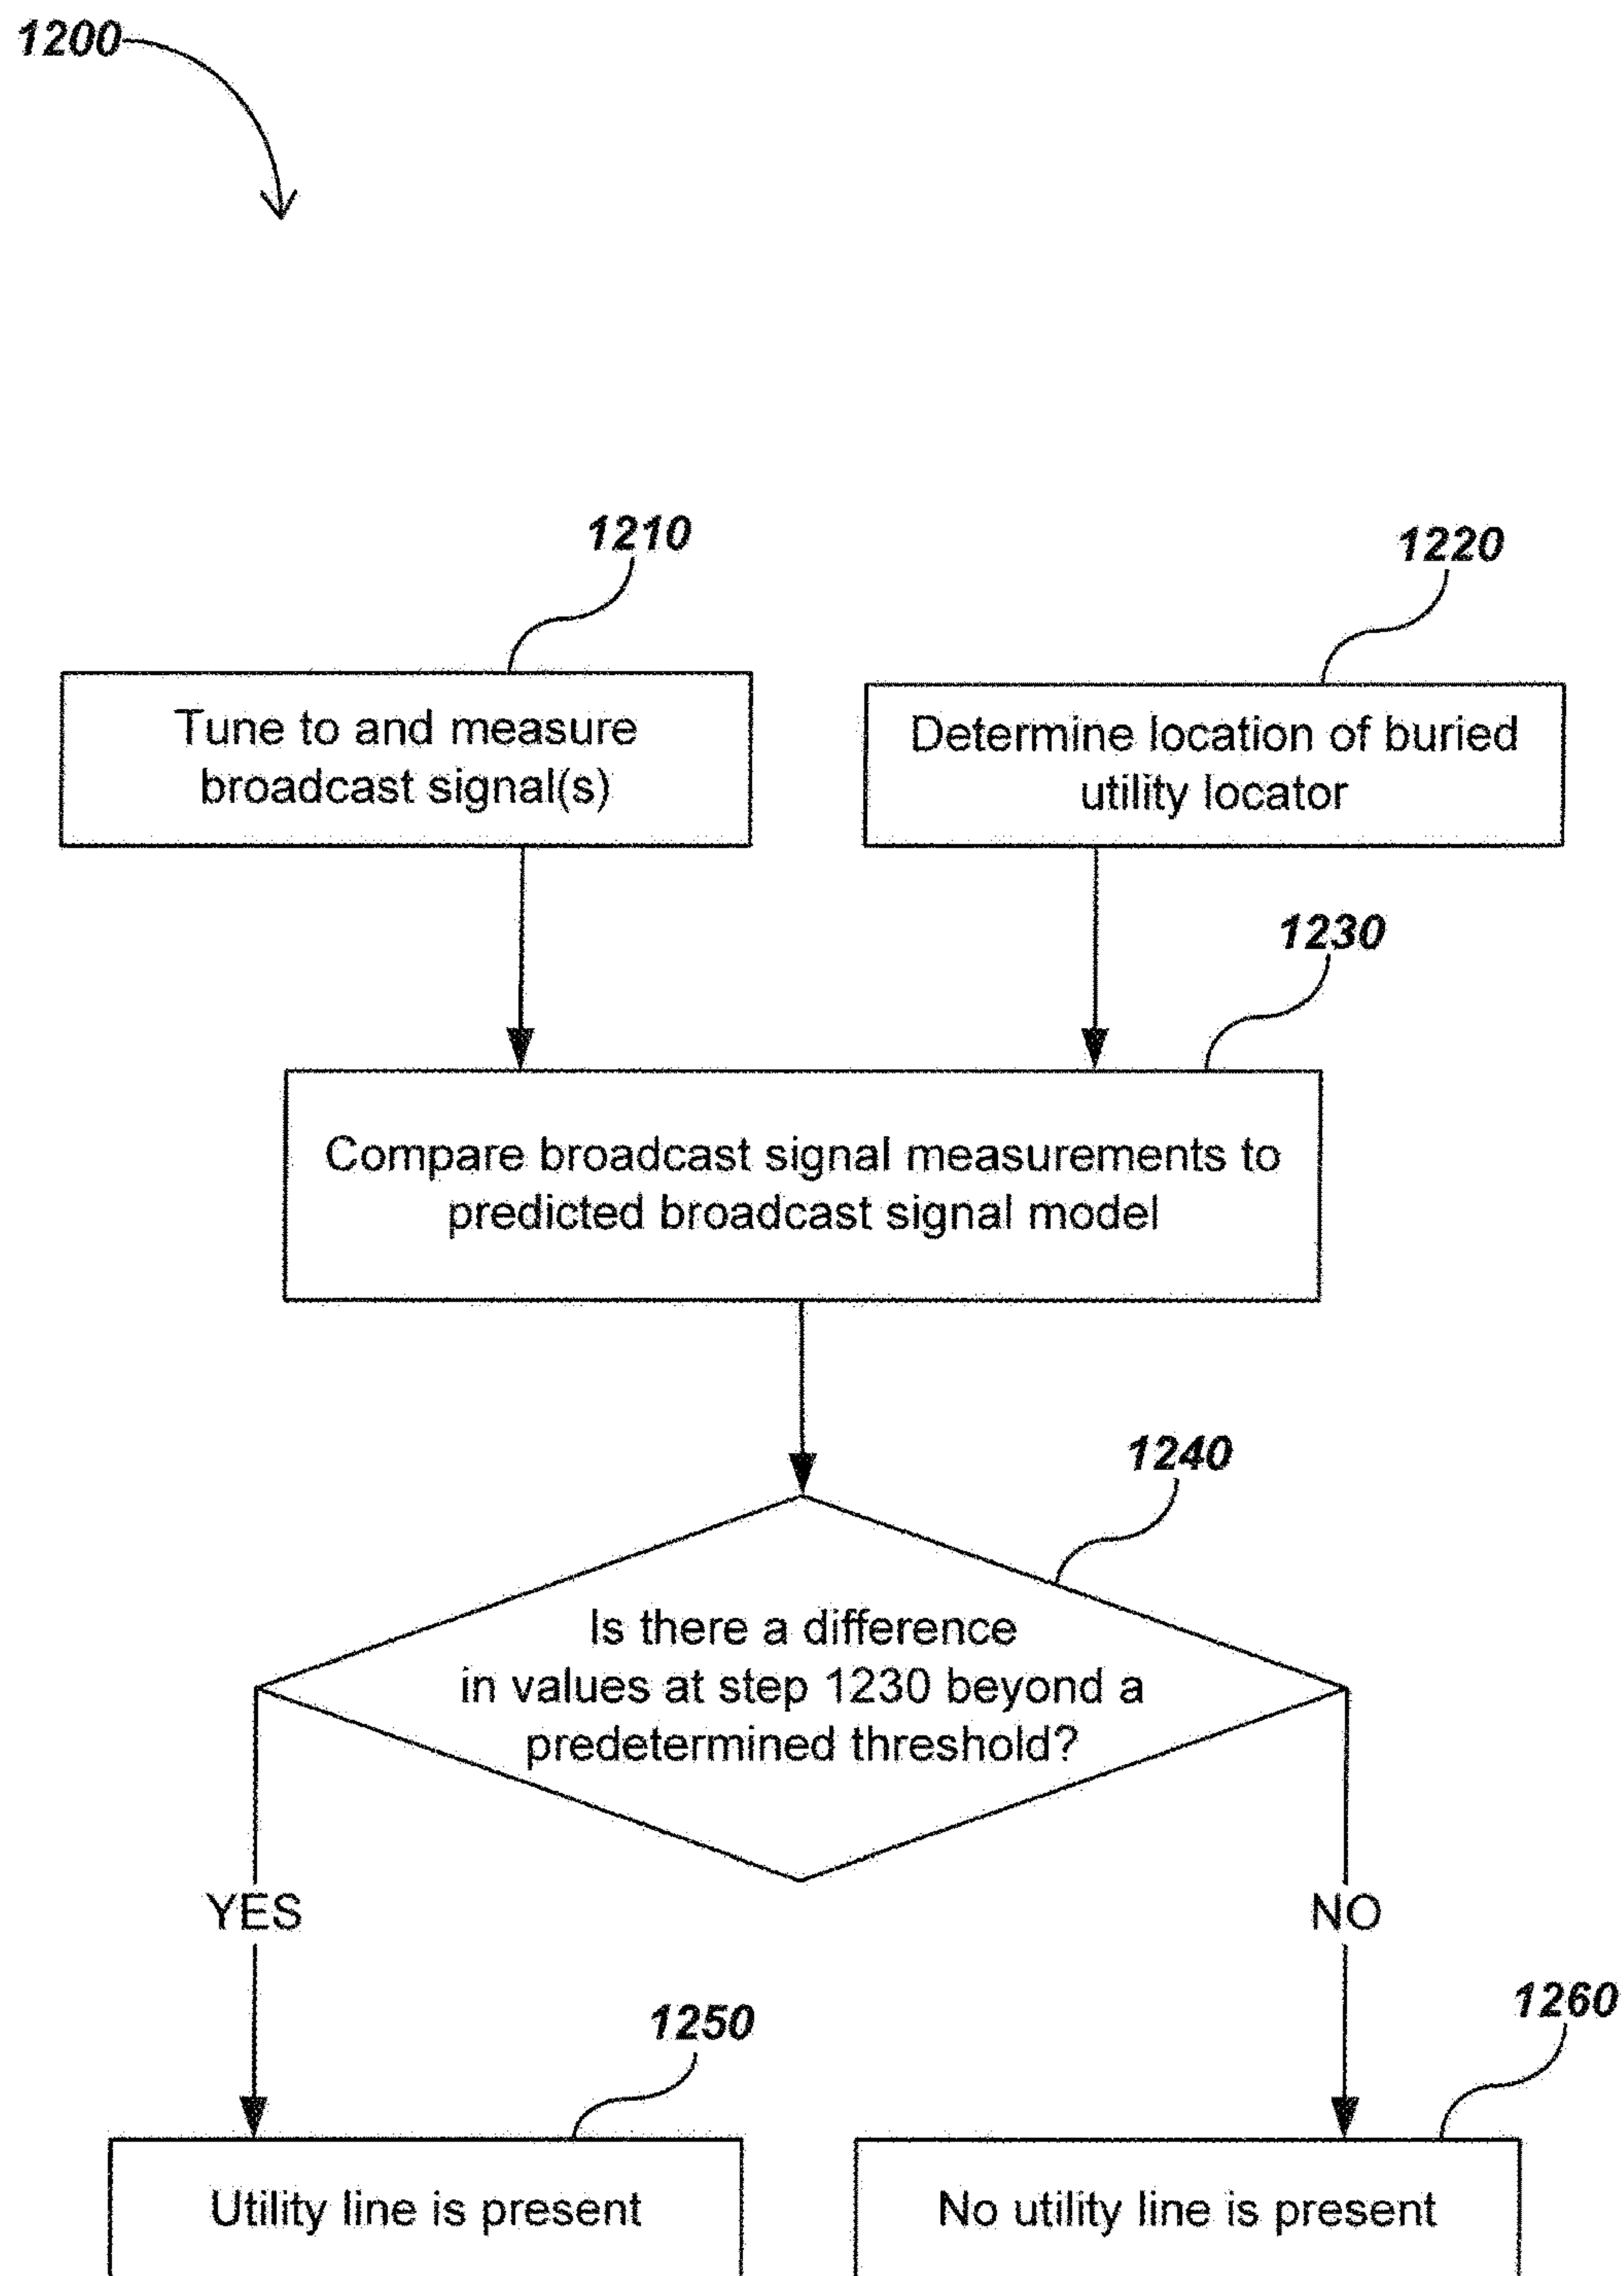 1200
1210
1220
Tune to and measure
broadcast signal(s)
Determine location of buried
utility locator
1230
Compare broadcast signal measurements to
predicted broadcast signal model
1240
Is there a difference
in values at step 1230 beyond a
predetermined threshold?
YES
NO
1250
1260
Utility line is present
No utility line is present